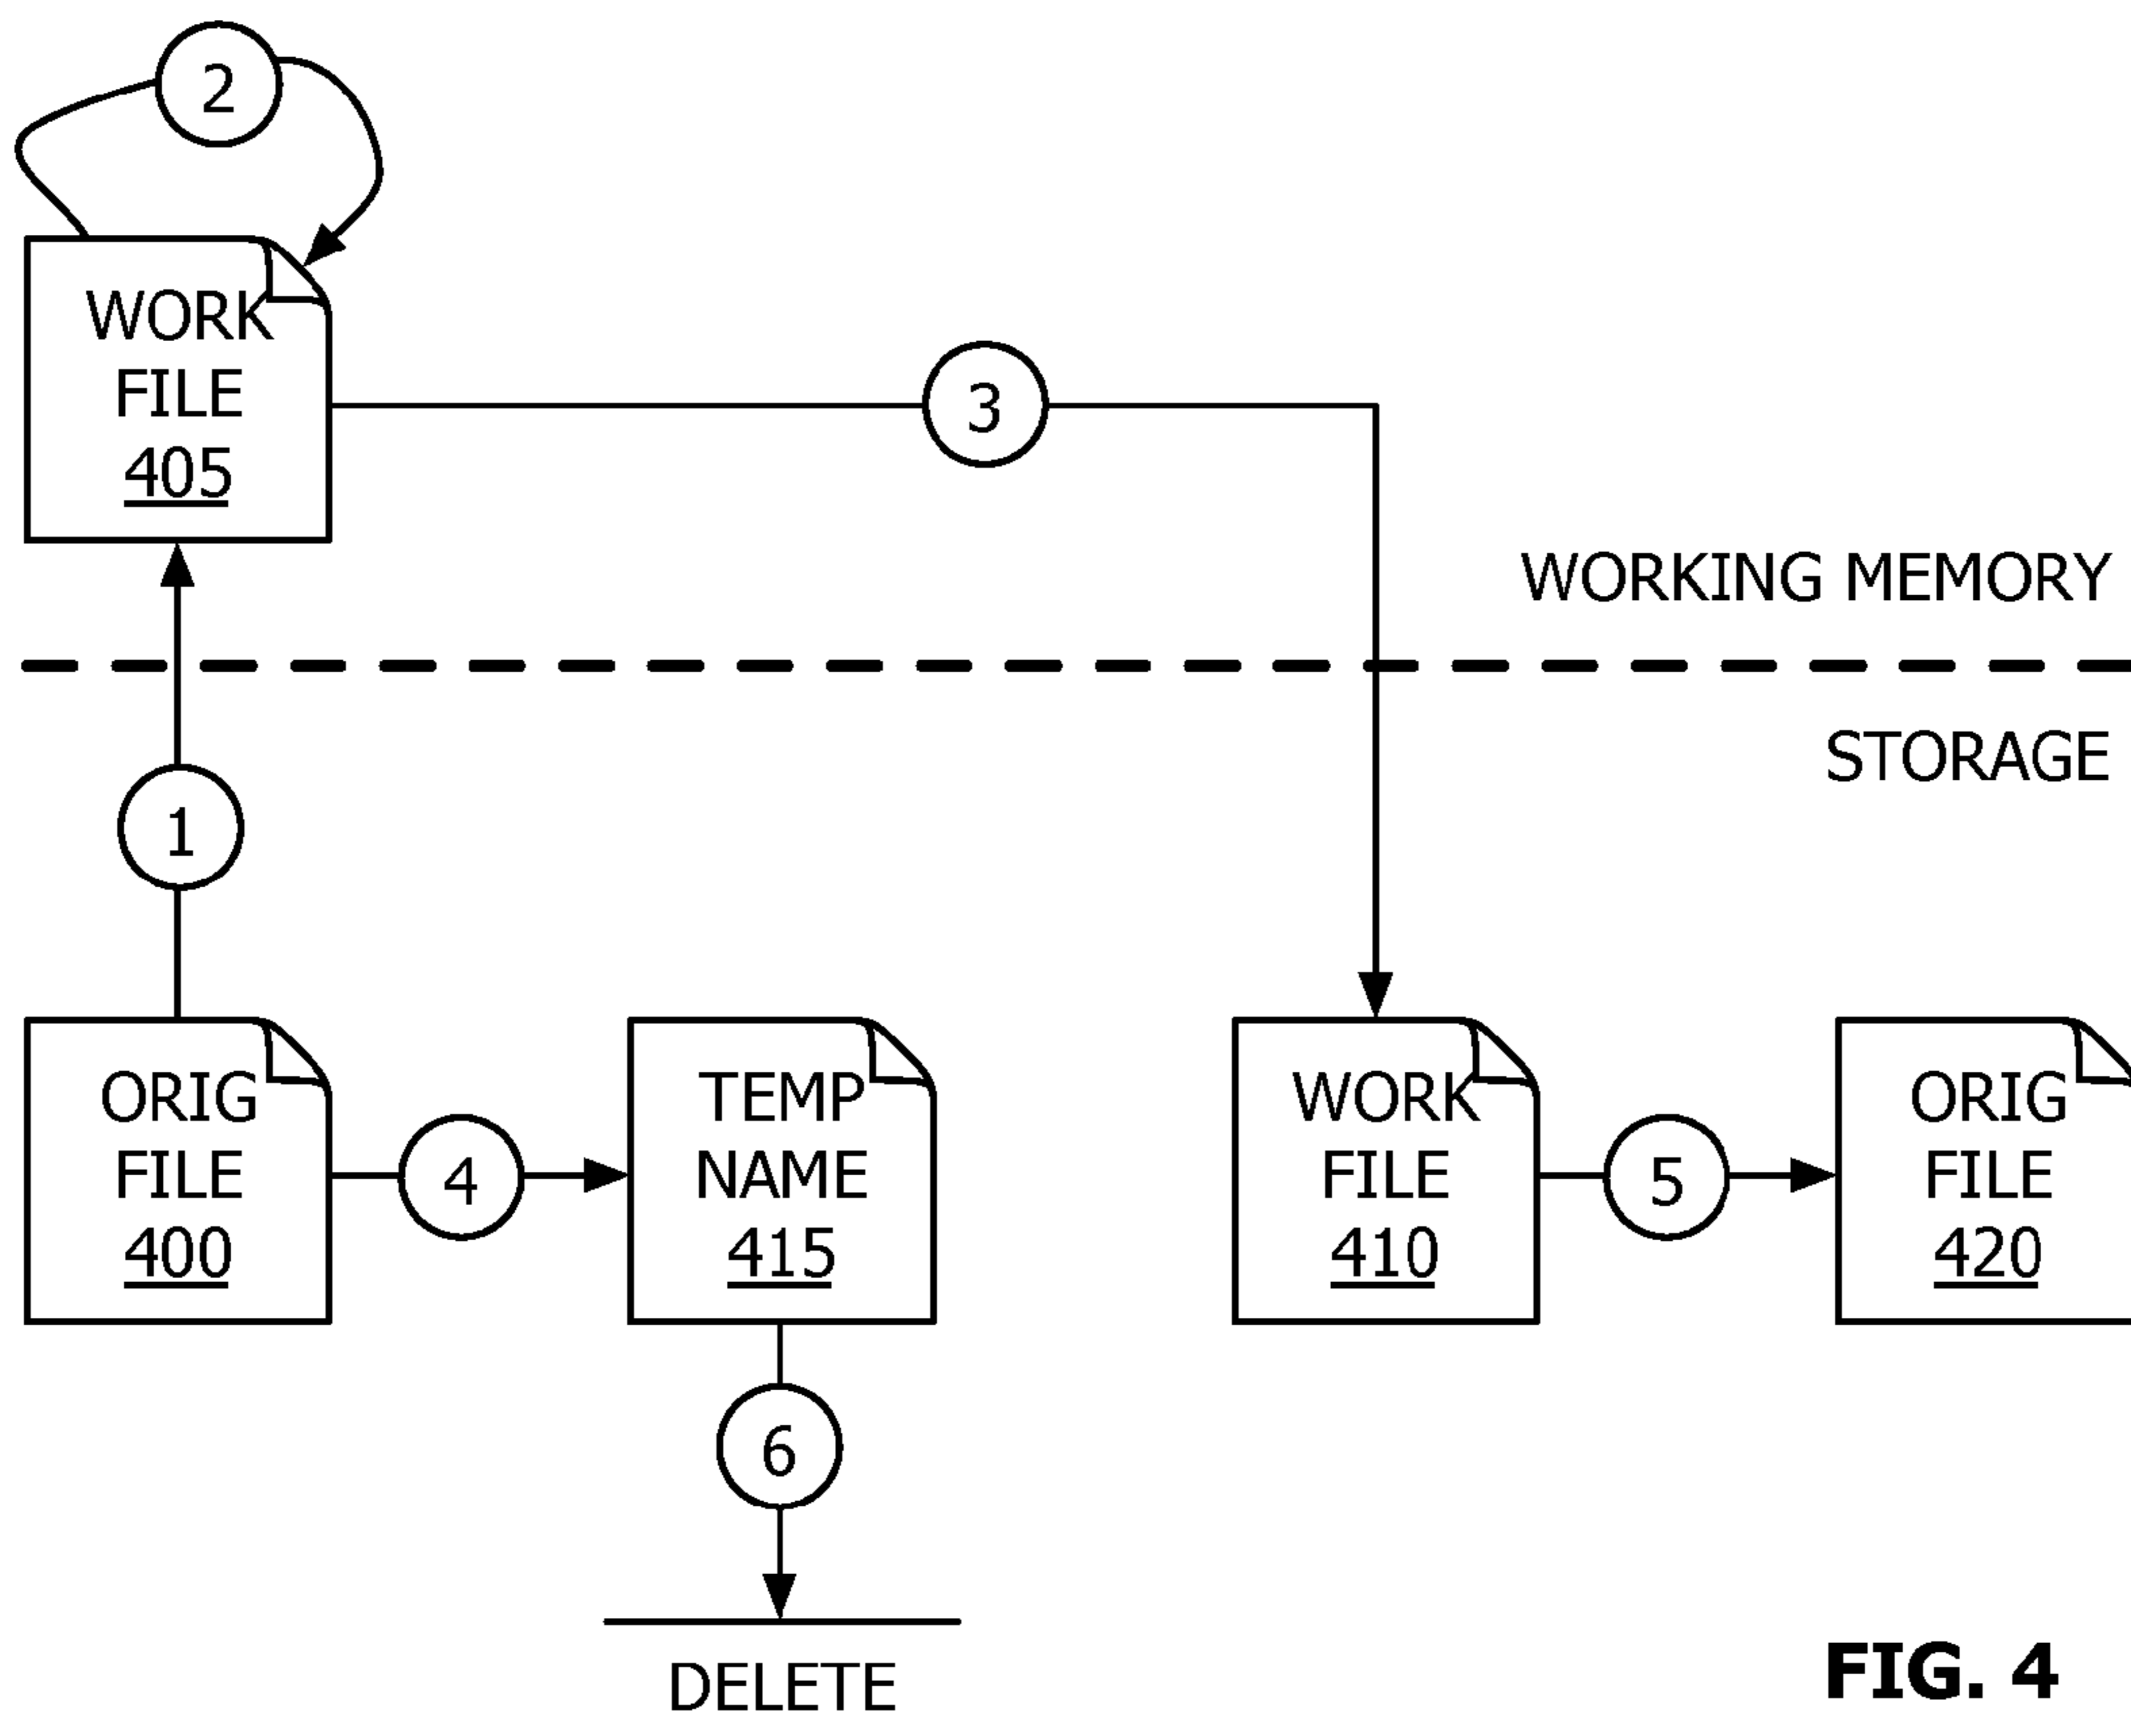 2
WORK
FILE
405
3
WORKING MEMORY
STORAGE
1
ORIG
FILE
400
4
TEMP
NAME
415
WORK
FILE
410
5
ORIG
FILE
420
6
DELETE
FIG. 4